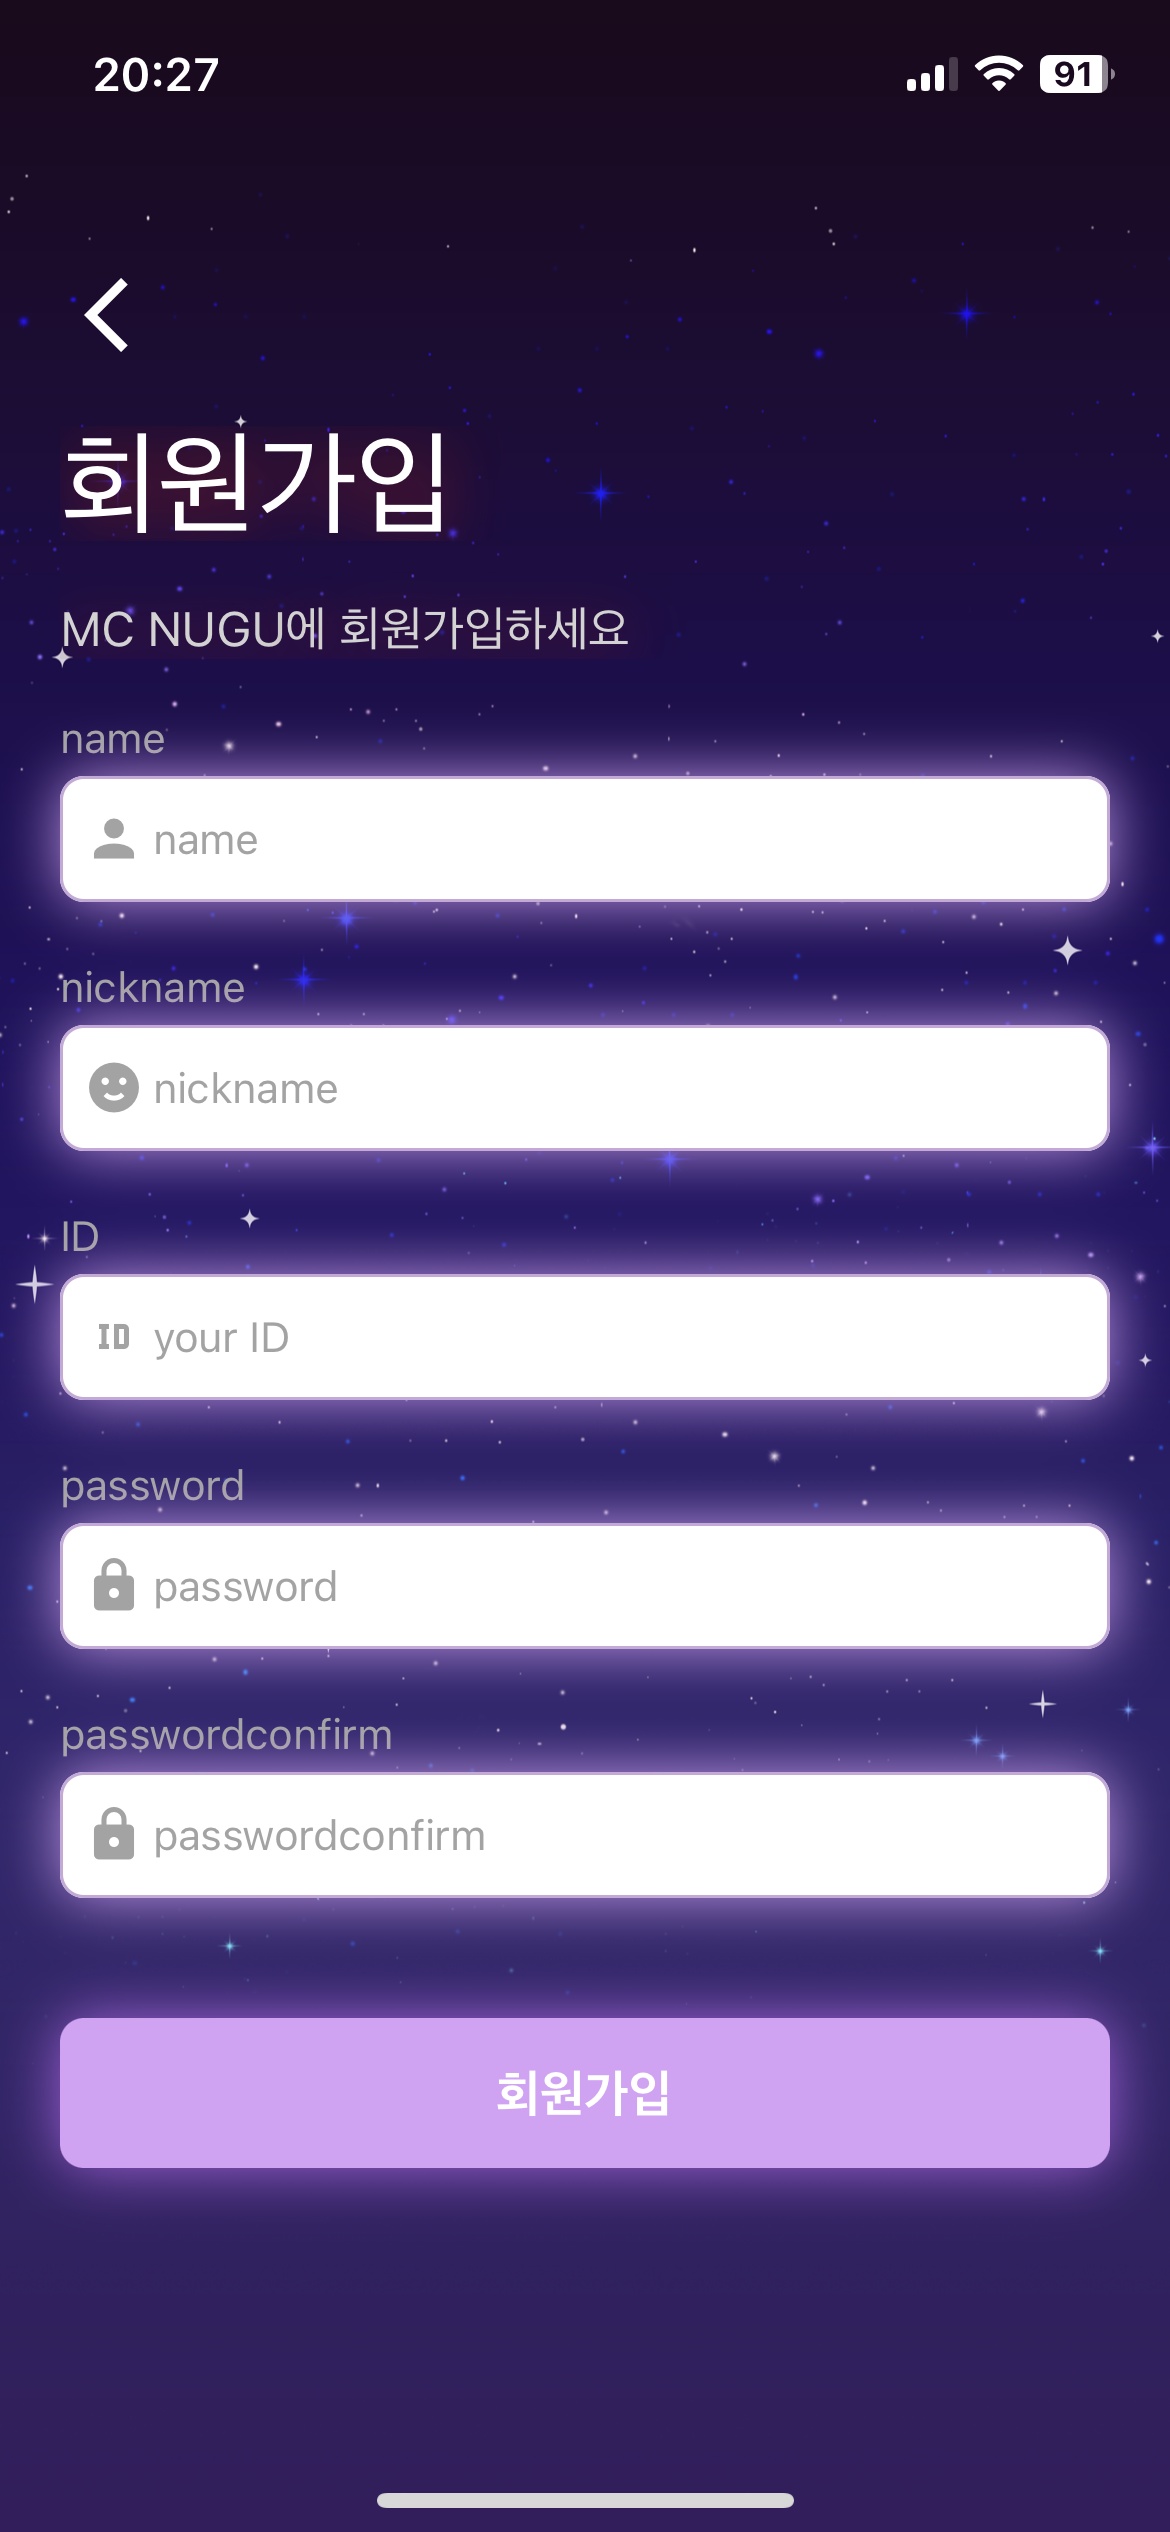 20:27
91
회원가입
MC NUGU에 회원가입하세요
name
name
nickname
nickname
ID
ID your ID
password
password
passwordconfirm
passwordconfirm
회원가입